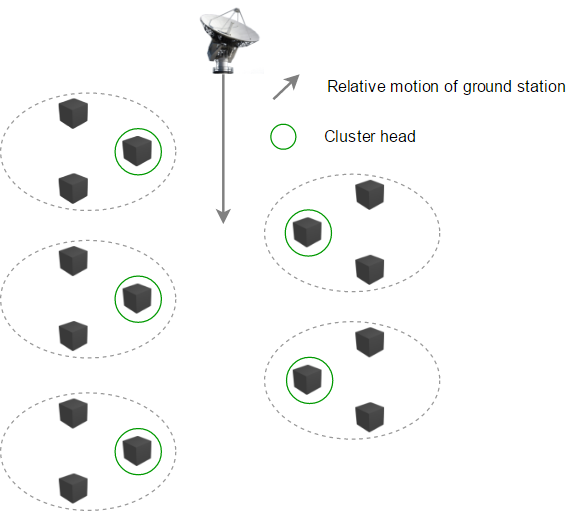 Relative motion of ground station
Cluster head